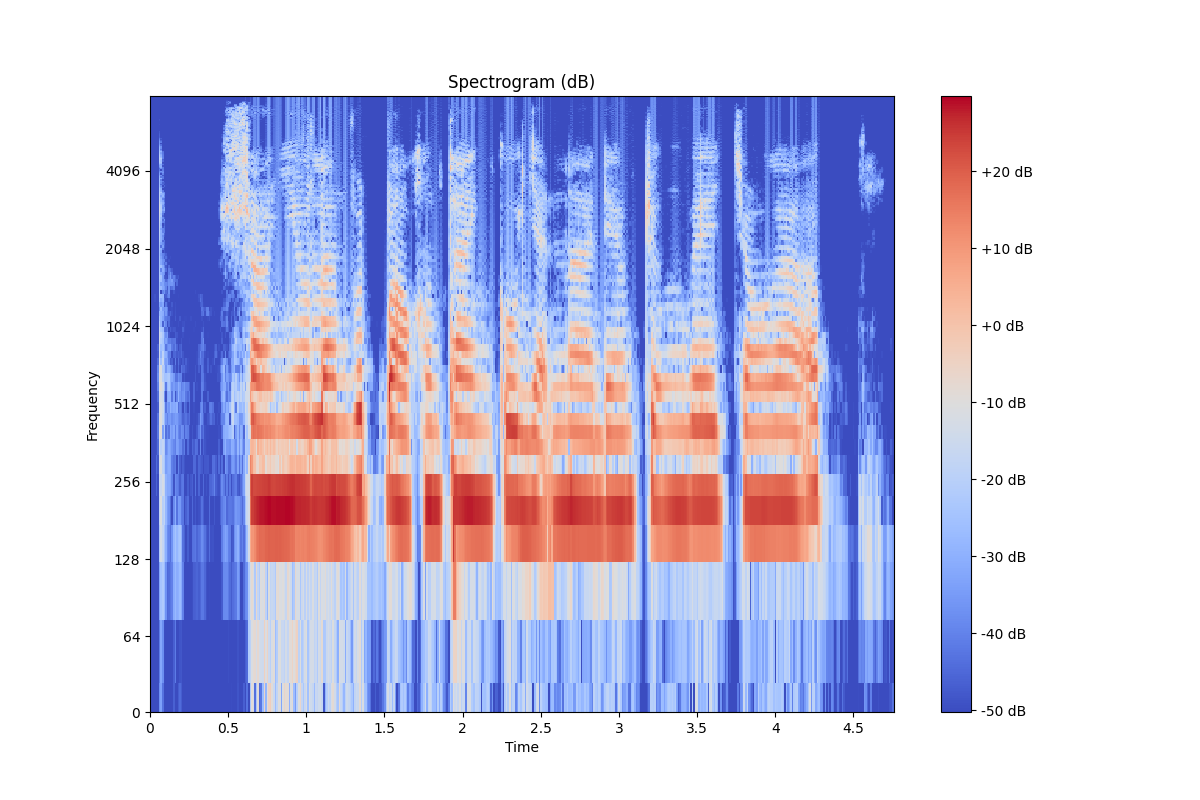 Spectrogram (dB)
Frequency
4096
2048
1024
512
256
128
64
0
0 0.5 1 1.5 2 2.5 3 3.5 4 4.5
Time
+20 dB
+10 dB
+0 dB
-10 dB
-20 dB
-30 dB
-40 dB
-50 dB